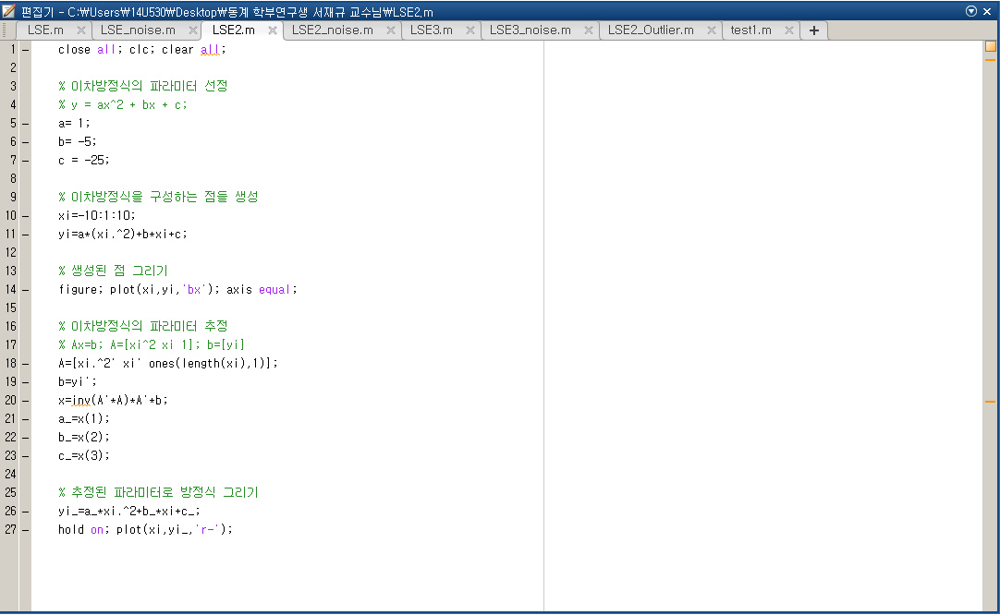 편집기 - C:₩Users₩14U530₩Desktop₩동계 학부연구생 서재규 교수님₩LSE2.m
LSE.m × LSE_noise.m × LSE2.m × LSE2_noise.m × LSE3.m × LSE3_noise.m × LSE2_Outlier.m × test1.m × +
1 – close all; clc; clear all;
2
3 % 이차방정식의 파라미터 선정
4 % y = ax^2 + bx + c;
5 – a= 1;
6 – b= -5;
7 – c = -25;
8
9 % 이차방정식을 구성하는 점들 생성
10 – xi=-10:1:10;
11 – yi=a*(xi.^2)+b*xi+c;
12
13 % 생성된 점 그리기
14 – figure; plot(xi,yi,'bx'); axis equal;
15
16 % 이차방정식의 파라미터 추정
17 % Ax=b; A=[xi^2 xi 1]; b=[yi]
18 – A=[xi.^2' xi' ones(length(xi),1)];
19 – b=yi';
20 – x=inv(A'*A)*A'*b;
21 – a_=x(1);
22 – b_=x(2);
23 – c_=x(3);
24
25 % 추정된 파라미터로 방정식 그리기
26 – yi_=a_*xi.^2+b_*xi+c_;
27 – hold on; plot(xi,yi_,'r-');